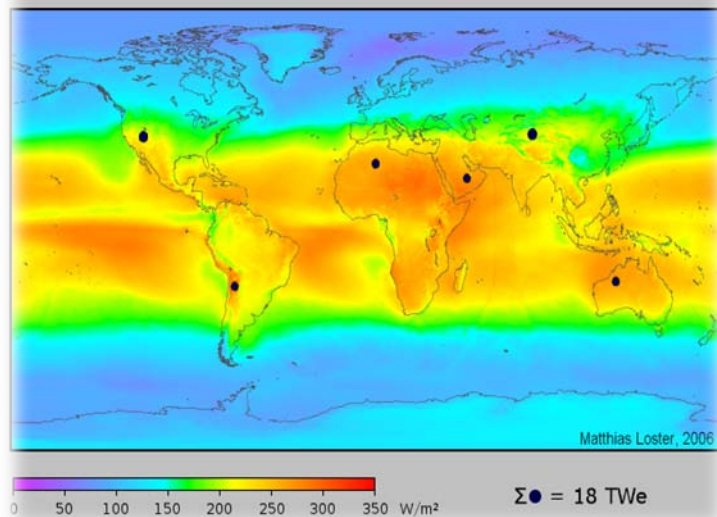 Matthias Loster, 2006
0 50 100 150 200 250 300 350 W/m²
Σ● = 18 TWe